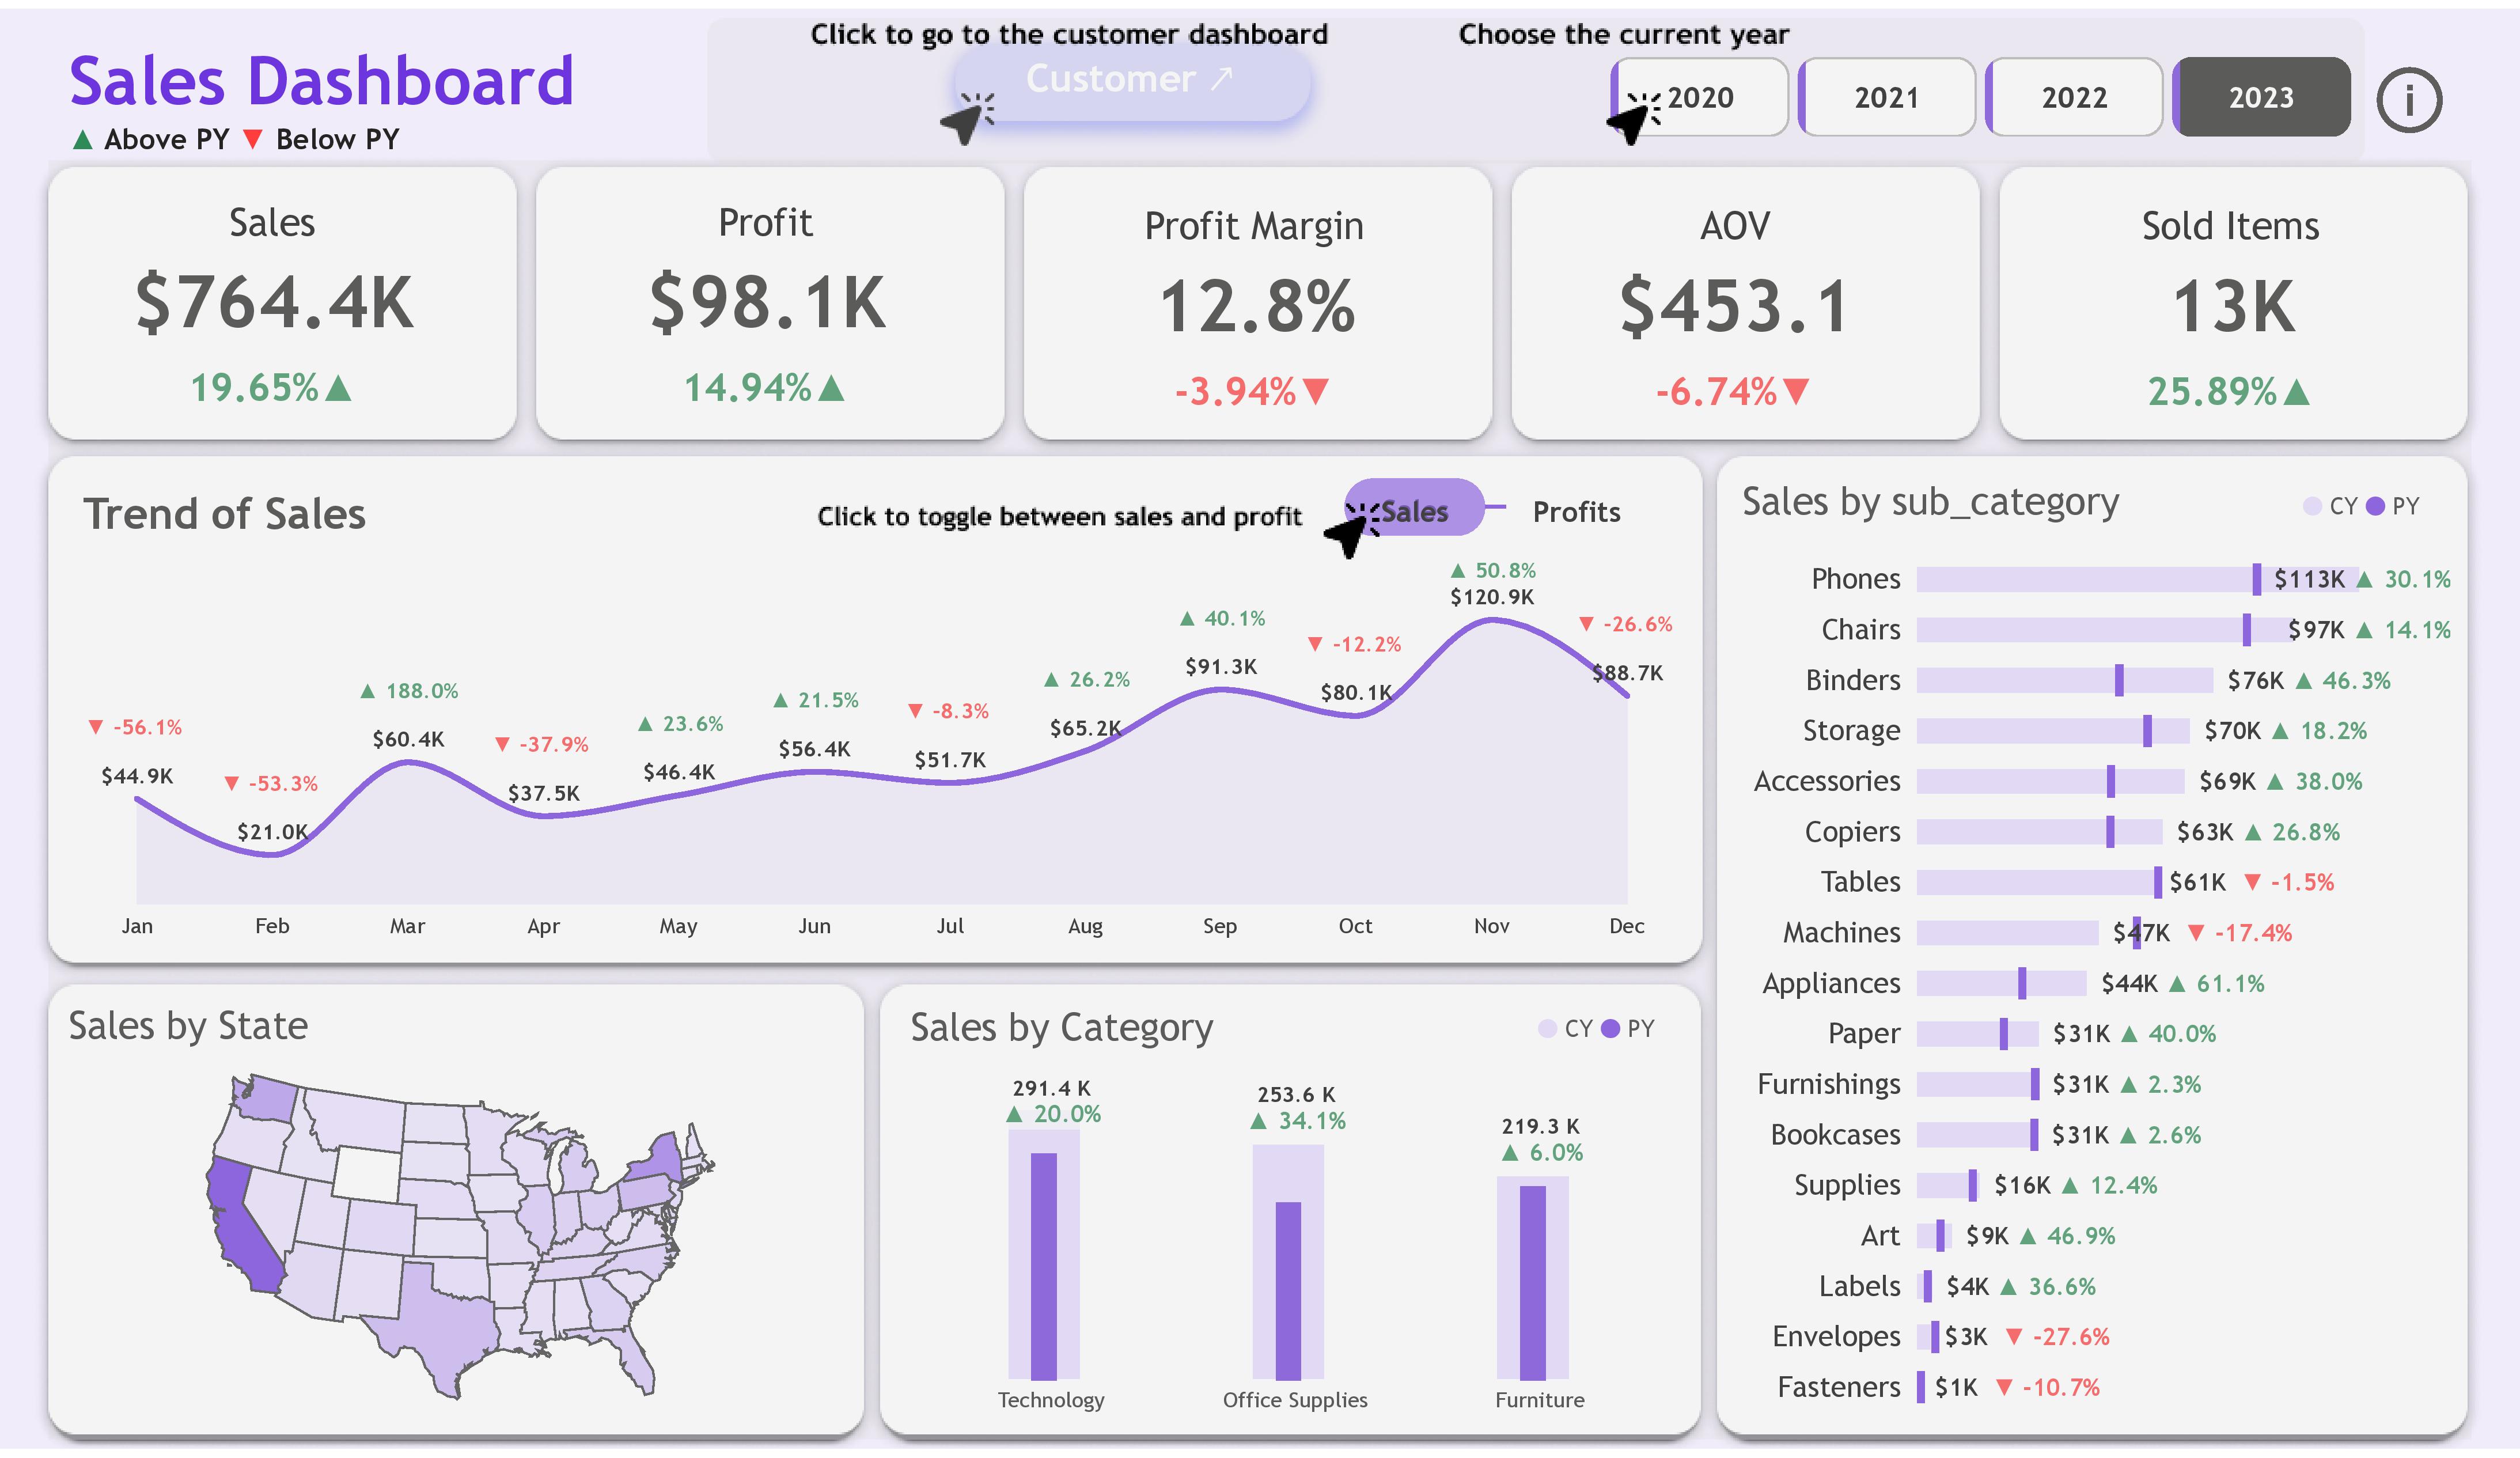 Click to go to the customer dashboard
Choose the current year
Sales Dashboard
Customer ↗
2020 2021 2022 2023
i
▲ Above PY ▼ Below PY
Sales
$764.4K
19.65%▲
Profit
$98.1K
14.94%▲
Profit Margin
12.8%
-3.94%▼
AOV
$453.1
-6.74%▼
Sold Items
13K
25.89%▲
Trend of Sales
Click to toggle between sales and profit
Sales
Profits
▼ -56.1%
$44.9K
▼ -53.3%
$21.0K
▲ 188.0%
$60.4K
▼ -37.9%
$37.5K
▲ 23.6%
$46.4K
▲ 21.5%
$56.4K
▼ -8.3%
$51.7K
▲ 26.2%
$65.2K
▲ 40.1%
$91.3K
▼ -12.2%
$80.1K
▲ 50.8%
$120.9K
▼ -26.6%
$88.7K
Jan Feb Mar Apr May Jun Jul Aug Sep Oct Nov Dec
Sales by sub_category
CY PY
Phones $113K ▲ 30.1%
Chairs $97K ▲ 14.1%
Binders $76K ▲ 46.3%
Storage $70K ▲ 18.2%
Accessories $69K ▲ 38.0%
Copiers $63K ▲ 26.8%
Tables $61K ▼ -1.5%
Machines $47K ▼ -17.4%
Appliances $44K ▲ 61.1%
Paper $31K ▲ 40.0%
Furnishings $31K ▲ 2.3%
Bookcases $31K ▲ 2.6%
Supplies $16K ▲ 12.4%
Art $9K ▲ 46.9%
Labels $4K ▲ 36.6%
Envelopes $3K ▼ -27.6%
Fasteners $1K ▼ -10.7%
Sales by State
Sales by Category
CY PY
291.4 K
▲ 20.0%
253.6 K
▲ 34.1%
219.3 K
▲ 6.0%
Technology Office Supplies Furniture